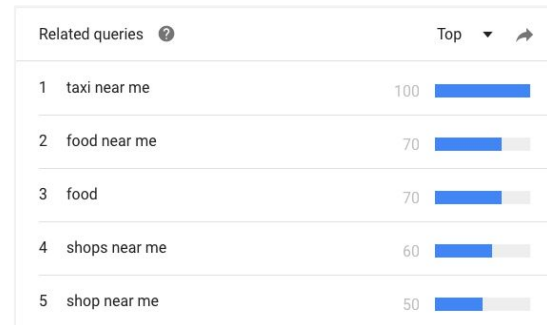 Related queries ? Top
1 taxi near me 100
2 food near me 70
3 food 70
4 shops near me 60
5 shop near me 50